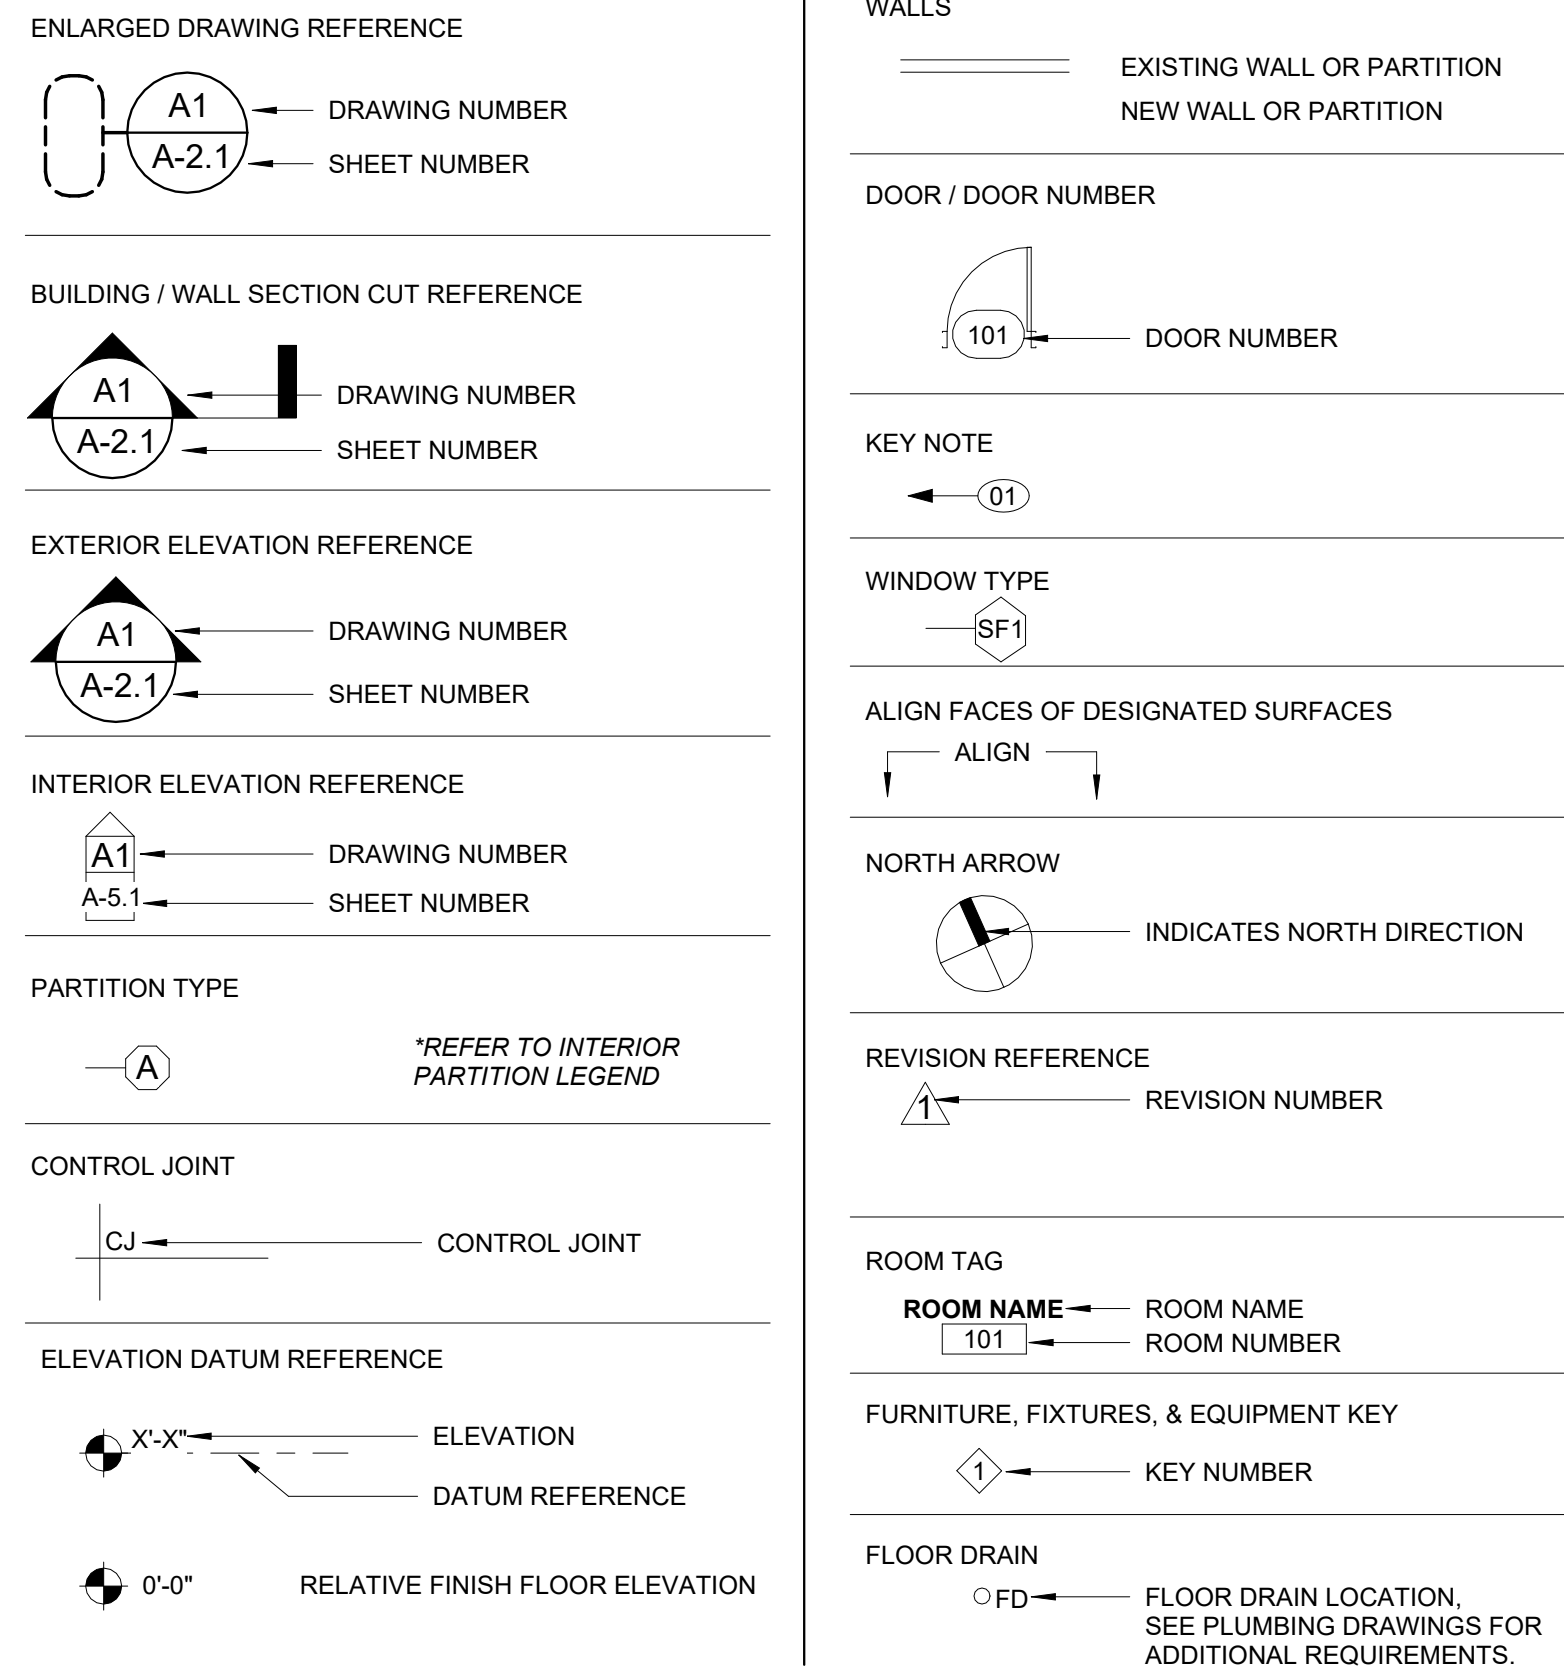 ENLARGED DRAWING REFERENCE
A1
DRAWING NUMBER
A-2.1
SHEET NUMBER
BUILDING / WALL SECTION CUT REFERENCE
A1
DRAWING NUMBER
A-2.1
SHEET NUMBER
EXTERIOR ELEVATION REFERENCE
A1
DRAWING NUMBER
A-2.1
SHEET NUMBER
INTERIOR ELEVATION REFERENCE
A1
DRAWING NUMBER
A-5.1
SHEET NUMBER
PARTITION TYPE
A
*REFER TO INTERIOR
PARTITION LEGEND
CONTROL JOINT
CJ
CONTROL JOINT
ELEVATION DATUM REFERENCE
X'-X"
ELEVATION
DATUM REFERENCE
0'-0"
RELATIVE FINISH FLOOR ELEVATION
WALLS
EXISTING WALL OR PARTITION
NEW WALL OR PARTITION
DOOR / DOOR NUMBER
101
DOOR NUMBER
KEY NOTE
01
WINDOW TYPE
SF1
ALIGN FACES OF DESIGNATED SURFACES
ALIGN
NORTH ARROW
INDICATES NORTH DIRECTION
REVISION REFERENCE
1
REVISION NUMBER
ROOM TAG
ROOM NAME
ROOM NAME
101
ROOM NUMBER
FURNITURE, FIXTURES, & EQUIPMENT KEY
1
KEY NUMBER
FLOOR DRAIN
FD
FLOOR DRAIN LOCATION,
SEE PLUMBING DRAWINGS FOR
ADDITIONAL REQUIREMENTS.